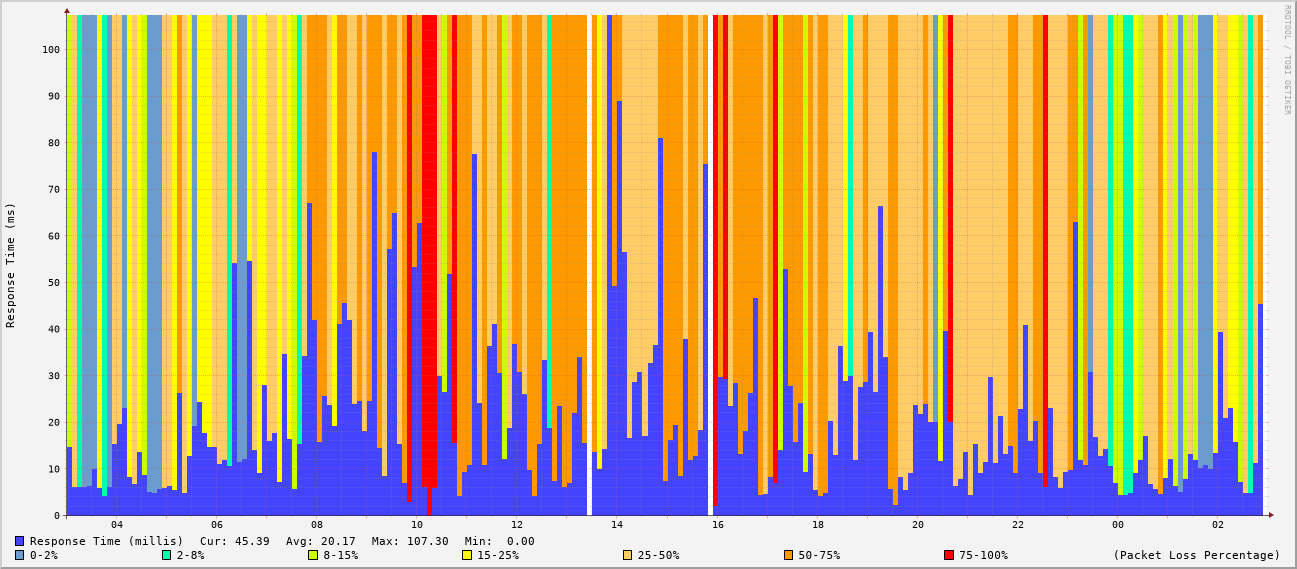 RRDTOOL / TOBI OETIKER
Response Time (ms)
100
90
80
70
60
50
40
30
20
10
0
04 06 08 10 12 14 16 18 20 22 00 02
Response Time (millis) Cur: 45.39 Avg: 20.17 Max: 107.30 Min: 0.00
0-2% 2-8% 8-15% 15-25% 25-50% 50-75% 75-100% (Packet Loss Percentage)